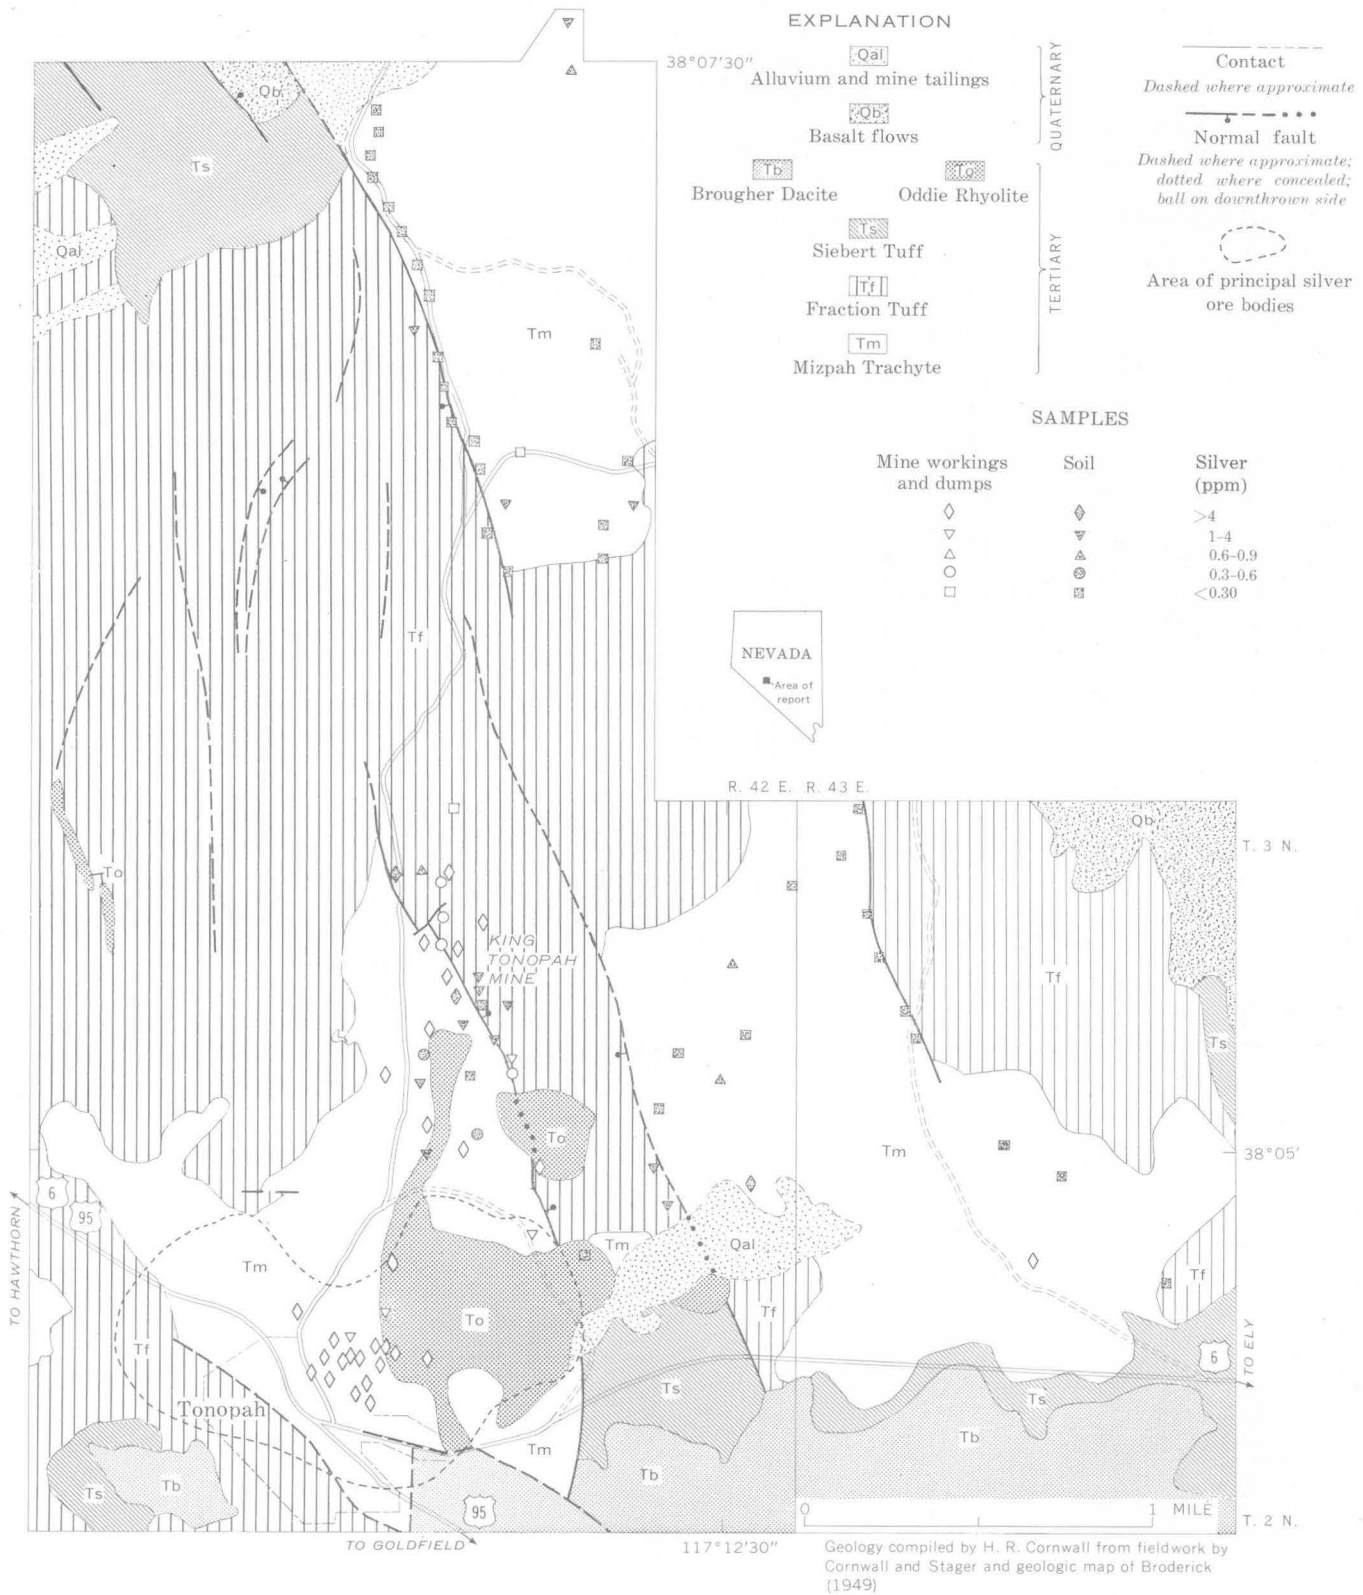 EXPLANATION
Qal
Alluvium and mine tailings
Qb
Basalt flows
QUATERNARY
Tb
Brougher Dacite
To
Oddie Rhyolite
Ts
Siebert Tuff
Tf
Fraction Tuff
Tm
Mizpah Trachyte
TERTIARY
Contact
Dashed where approximate
Normal fault
Dashed where approximate;
dotted where concealed;
ball on downthrown side
Area of principal silver
ore bodies
SAMPLES
Mine workings
and dumps
Soil
Silver
(ppm)
>4
1–4
0.6–0.9
0.3–0.6
<0.30
NEVADA
Area of
report
38°07'30"
Qb
Ts
Qal
Tm
Tf
R. 42 E. R. 43 E.
Qb
T. 3 N.
To
KING
TONOPAH
MINE
Tf
Ts
To
Tm
38°05'
6
95
TO HAWTHORN
Tm
Tm
Qal
Tf
Tf
To
Tf
6
TO ELY
Ts
Ts
Tonopah
Tm
Tb
Ts
Tb
Tb
95
0 1 MILE
T. 2 N.
TO GOLDFIELD
117°12'30"
Geology compiled by H. R. Cornwall from fieldwork by
Cornwall and Stager and geologic map of Broderick
(1949)